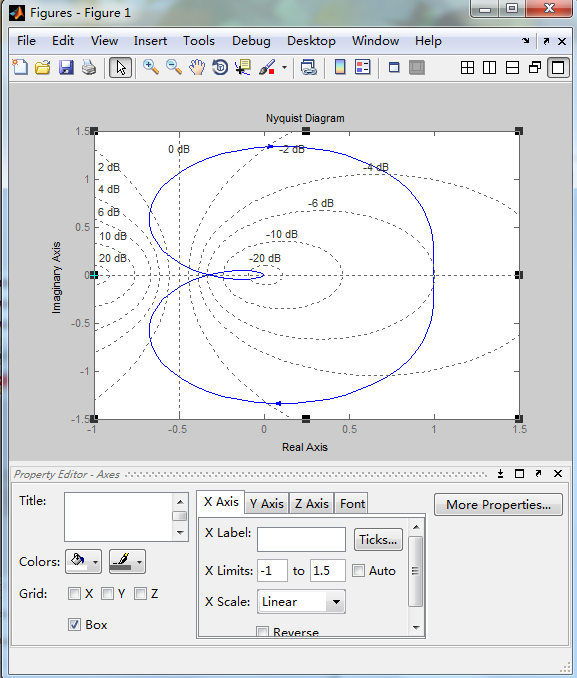 Figures - Figure 1
File Edit View Insert Tools Debug Desktop Window Help
Nyquist Diagram
1.5
1
0.5
0
-0.5
-1
-1.5
Imaginary Axis
0 dB
-2 dB
2 dB
-4 dB
4 dB
-6 dB
6 dB
-10 dB
10 dB
-20 dB
20 dB
-1 -0.5 0 0.5 1 1.5
Real Axis
Property Editor - Axes
Title:
Colors:
Grid: X Y Z
Box
X Axis Y Axis Z Axis Font
X Label:
Ticks...
X Limits: -1 to 1.5 Auto
X Scale: Linear
Reverse
More Properties...